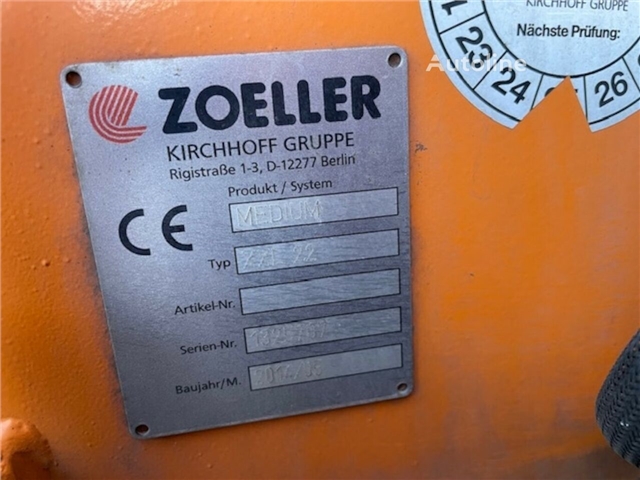 ZOELLER
KIRCHHOFF GRUPPE
Rigistraße 1-3, D-12277 Berlin
Produkt / System
CE
MEDIUM
Typ
Artikel-Nr.
Serien-Nr.
Baujahr/M.
KIRCHHOFF GRUPPE
Nächste Prüfung:
23
24
26
Autoline